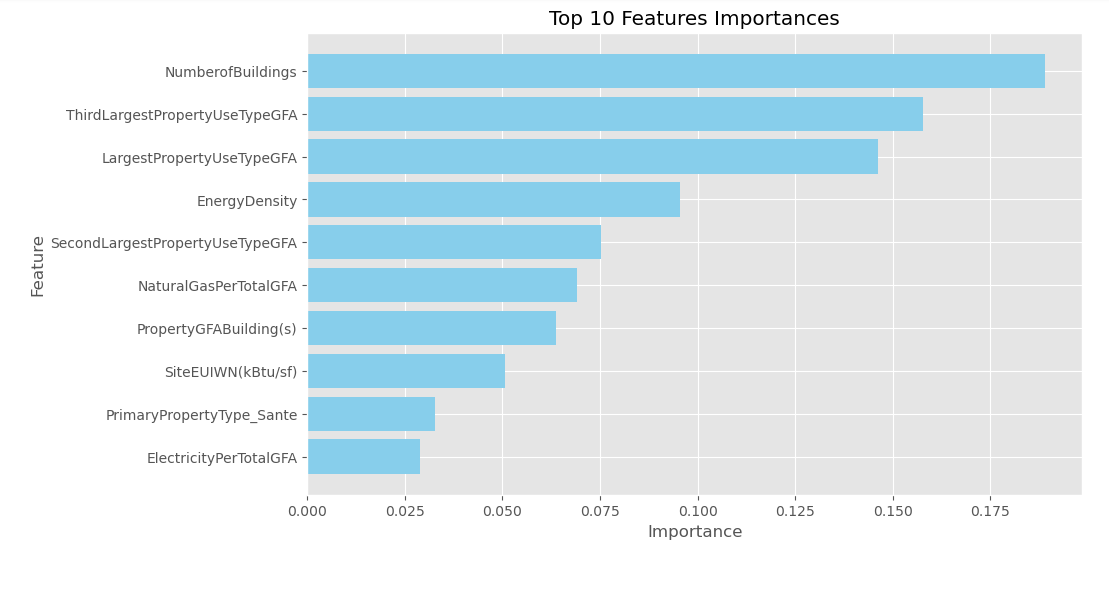 Top 10 Features Importances
NumberofBuildings
ThirdLargestPropertyUseTypeGFA
LargestPropertyUseTypeGFA
EnergyDensity
SecondLargestPropertyUseTypeGFA
NaturalGasPerTotalGFA
PropertyGFABuilding(s)
SiteEUIWN(kBtu/sf)
PrimaryPropertyType_Sante
ElectricityPerTotalGFA
Feature
0.000 0.025 0.050 0.075 0.100 0.125 0.150 0.175
Importance